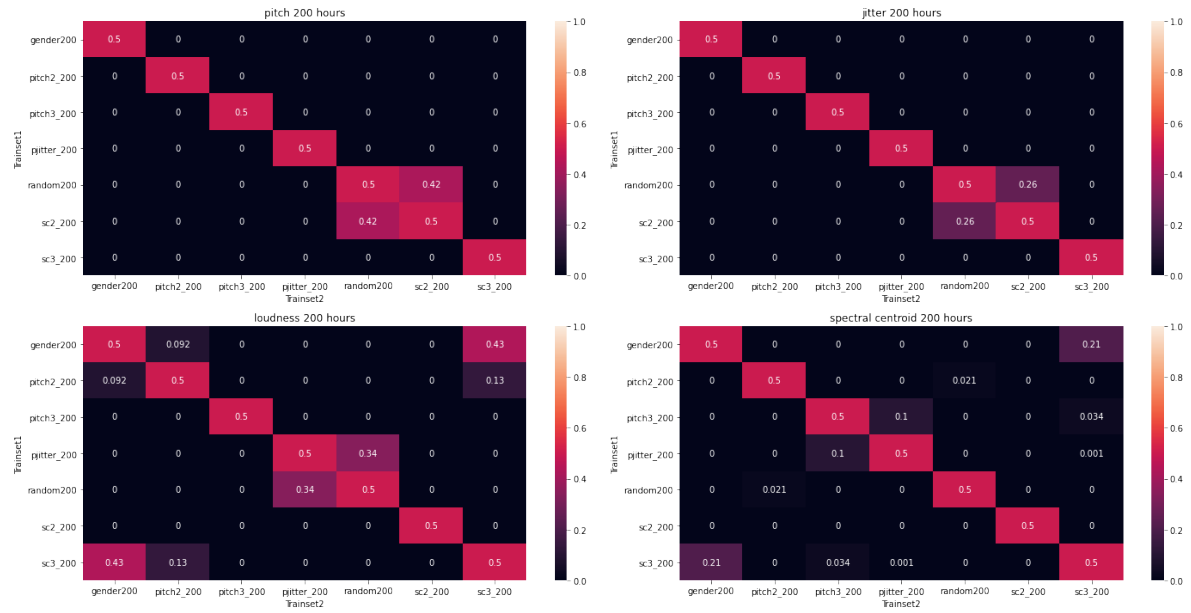 pitch 200 hours
Trainset1
gender200 0.5 0 0 0 0 0 0 1.0
pitch2_200 0 0.5 0 0 0 0 0 0.8
pitch3_200 0 0 0.5 0 0 0 0 0.6
pjitter_200 0 0 0 0.5 0 0 0
random200 0 0 0 0 0.5 0.42 0 0.4
sc2_200 0 0 0 0 0.42 0.5 0 0.2
sc3_200 0 0 0 0 0 0 0.5 0.0
gender200 pitch2_200 pitch3_200 pjitter_200 random200 sc2_200 sc3_200
Trainset2
jitter 200 hours
Trainset1
gender200 0.5 0 0 0 0 0 0 1.0
pitch2_200 0 0.5 0 0 0 0 0 0.8
pitch3_200 0 0 0.5 0 0 0 0 0.6
pjitter_200 0 0 0 0.5 0 0 0
random200 0 0 0 0 0.5 0.26 0 0.4
sc2_200 0 0 0 0 0.26 0.5 0 0.2
sc3_200 0 0 0 0 0 0 0.5 0.0
gender200 pitch2_200 pitch3_200 pjitter_200 random200 sc2_200 sc3_200
Trainset2
loudness 200 hours
Trainset1
gender200 0.5 0.092 0 0 0 0 0.43 1.0
pitch2_200 0.092 0.5 0 0 0 0 0.13 0.8
pitch3_200 0 0 0.5 0 0 0 0 0.6
pjitter_200 0 0 0 0.5 0.34 0 0
random200 0 0 0 0.34 0.5 0 0 0.4
sc2_200 0 0 0 0 0 0.5 0 0.2
sc3_200 0.43 0.13 0 0 0 0 0.5 0.0
gender200 pitch2_200 pitch3_200 pjitter_200 random200 sc2_200 sc3_200
Trainset2
spectral centroid 200 hours
Trainset1
gender200 0.5 0 0 0 0 0 0.21 1.0
pitch2_200 0 0.5 0 0 0.021 0 0 0.8
pitch3_200 0 0 0.5 0.1 0 0 0.034 0.6
pjitter_200 0 0 0.1 0.5 0 0 0.001
random200 0 0.021 0 0 0.5 0 0 0.4
sc2_200 0 0 0 0 0 0.5 0 0.2
sc3_200 0.21 0 0.034 0.001 0 0 0.5 0.0
gender200 pitch2_200 pitch3_200 pjitter_200 random200 sc2_200 sc3_200
Trainset2